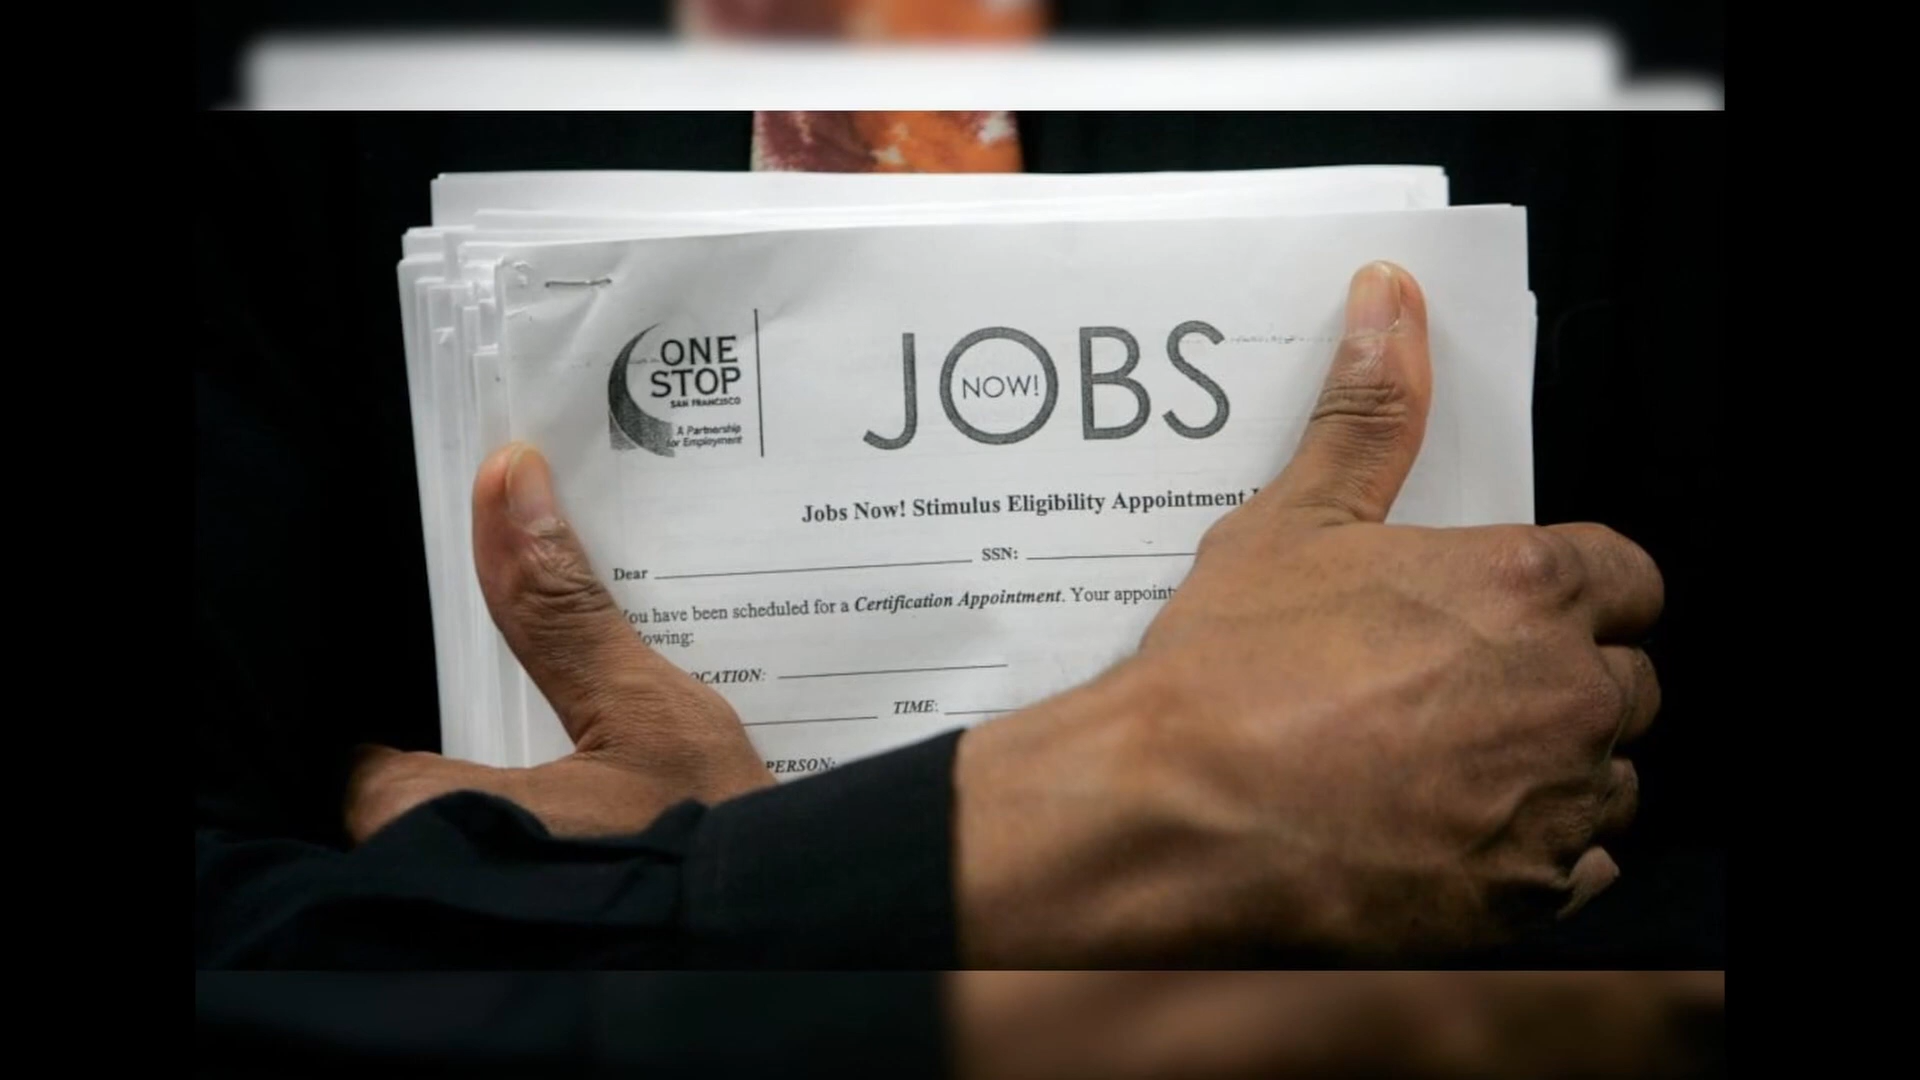 ONE
STOP
SAN FRANCISCO
A Partnership
for Employment
JOBS
NOW!
Jobs Now! Stimulus Eligibility Appointment
Dear SSN:
You have been scheduled for a Certification Appointment. Your appoint
lowing:
OCATION:
TIME:
PERSON: